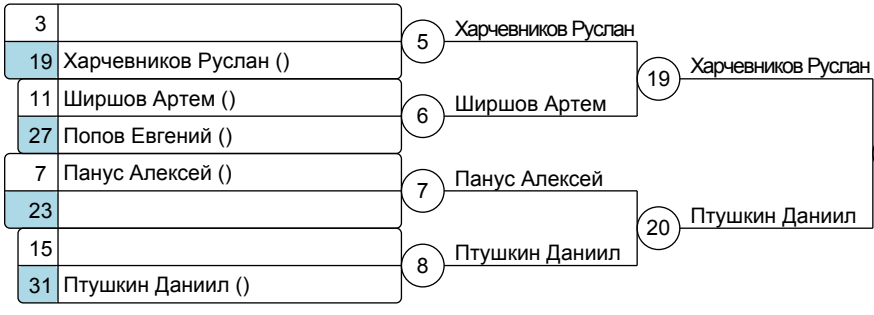 3
19 Харчевников Руслан ()
11 Ширшов Артем ()
27 Попов Евгений ()
7 Панус Алексей ()
23
15
31 Птушкин Даниил ()
5 Харчевников Руслан
6 Ширшов Артем
7 Панус Алексей
8 Птушкин Даниил
19 Харчевников Руслан
20 Птушкин Даниил